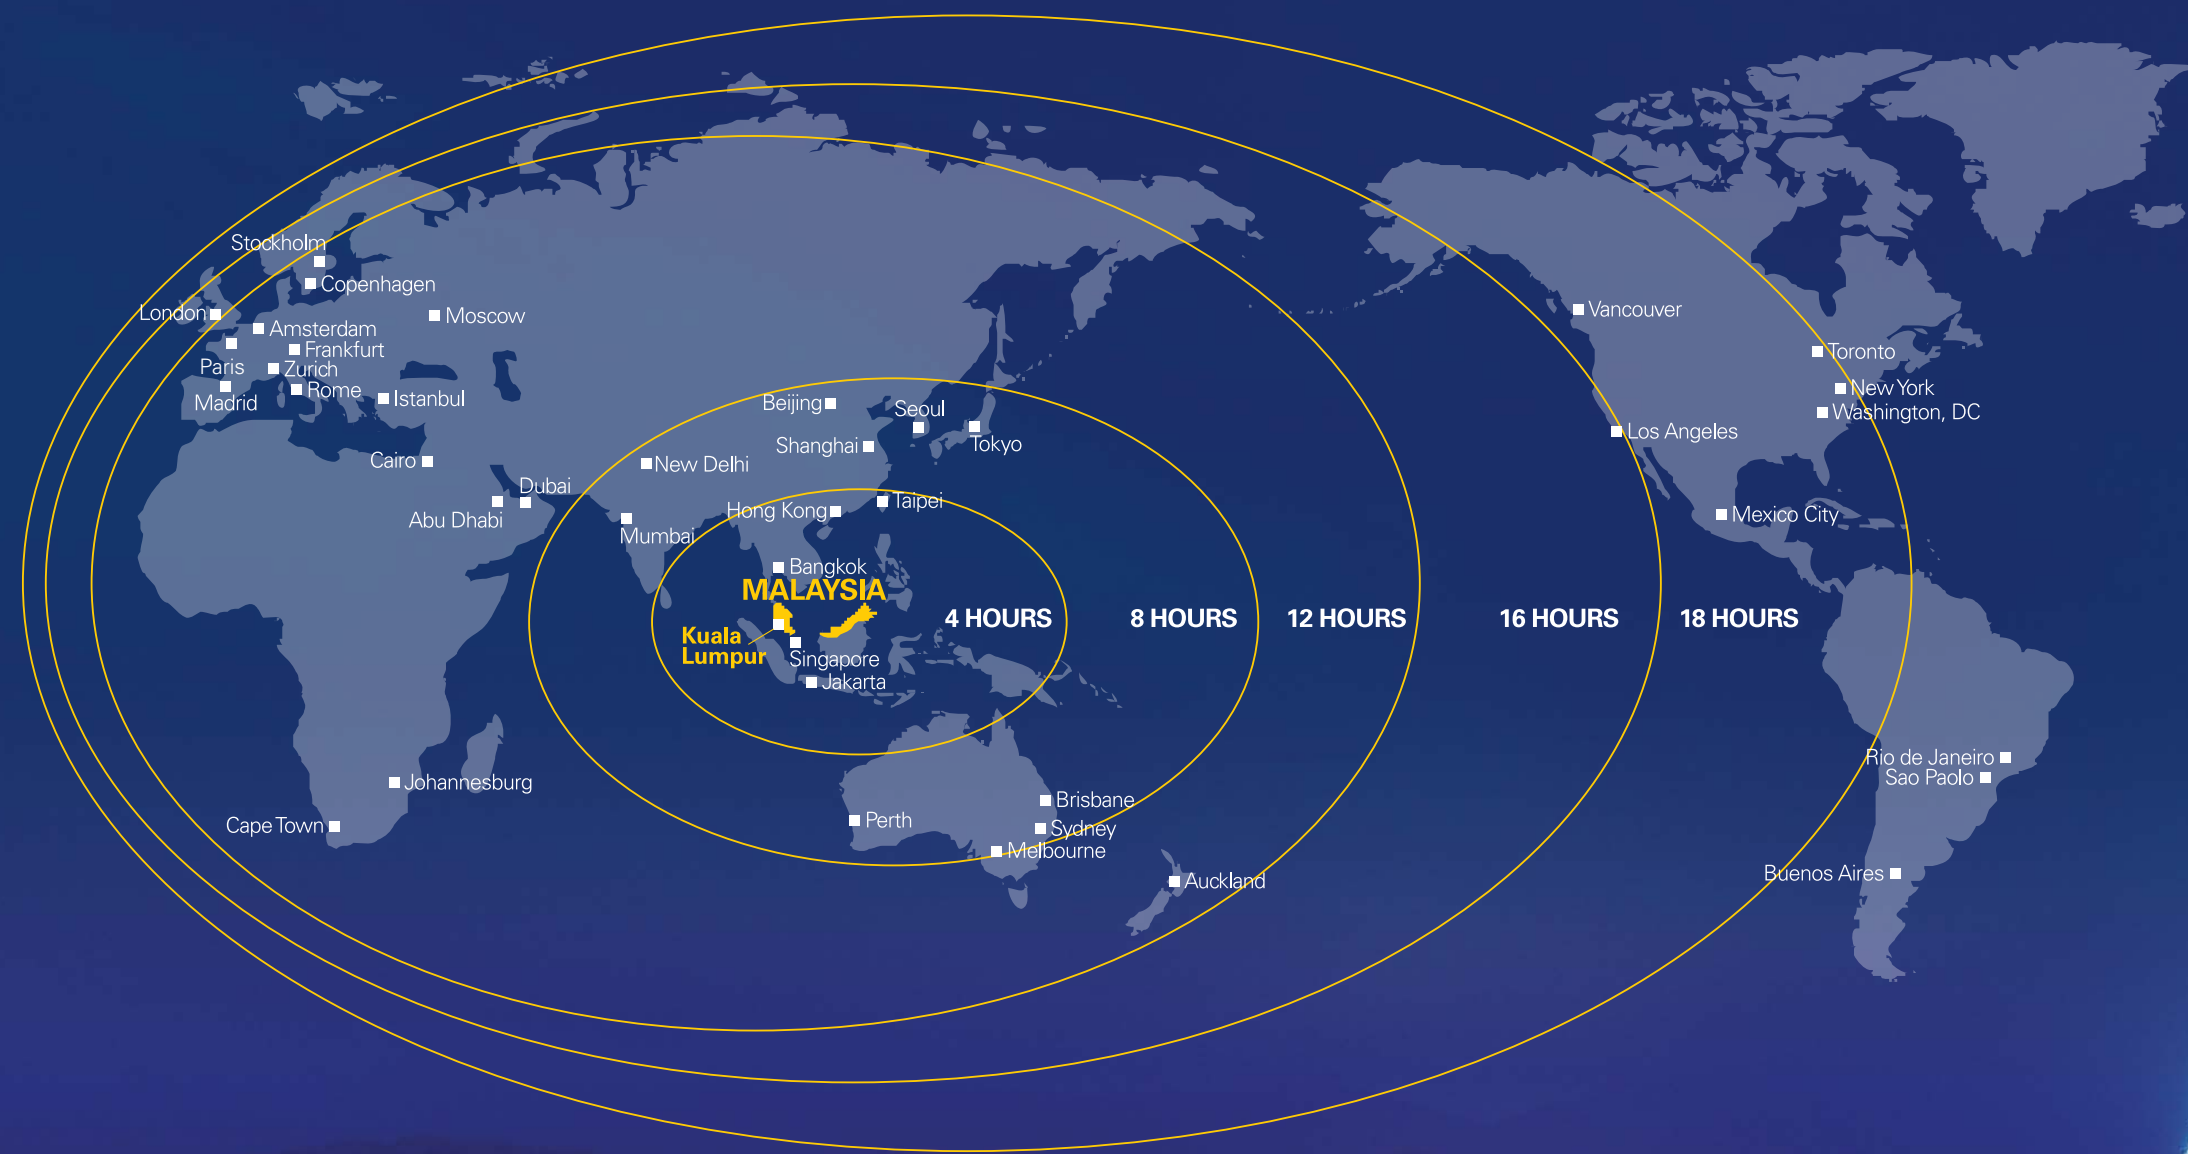 Stockholm
Copenhagen
London
Moscow
Amsterdam
Frankfurt
Paris
Zurich
Rome
Madrid
Istanbul
Cairo
Dubai
Abu Dhabi
Johannesburg
Cape Town
Beijing
Seoul
Shanghai
Tokyo
New Delhi
Taipei
Hong Kong
Mumbai
Bangkok
MALAYSIA
Kuala
Lumpur
Singapore
Jakarta
4 HOURS
8 HOURS
12 HOURS
16 HOURS
18 HOURS
Brisbane
Perth
Sydney
Melbourne
Auckland
Vancouver
Toronto
New York
Washington, DC
Los Angeles
Mexico City
Rio de Janeiro
Sao Paolo
Buenos Aires